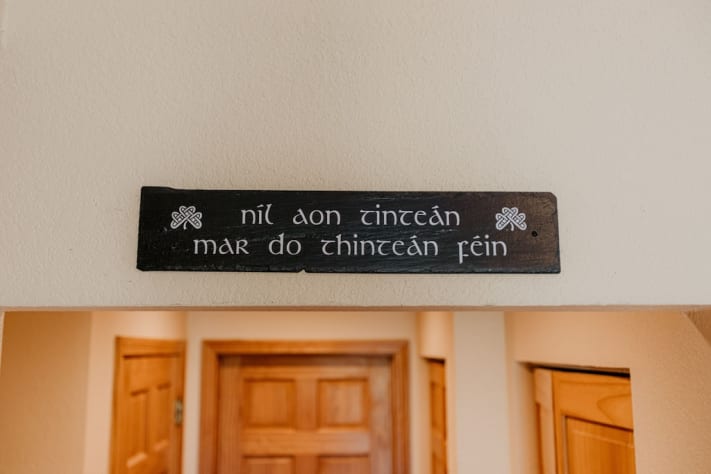 níl aon tinteán
mar do thinteán féin